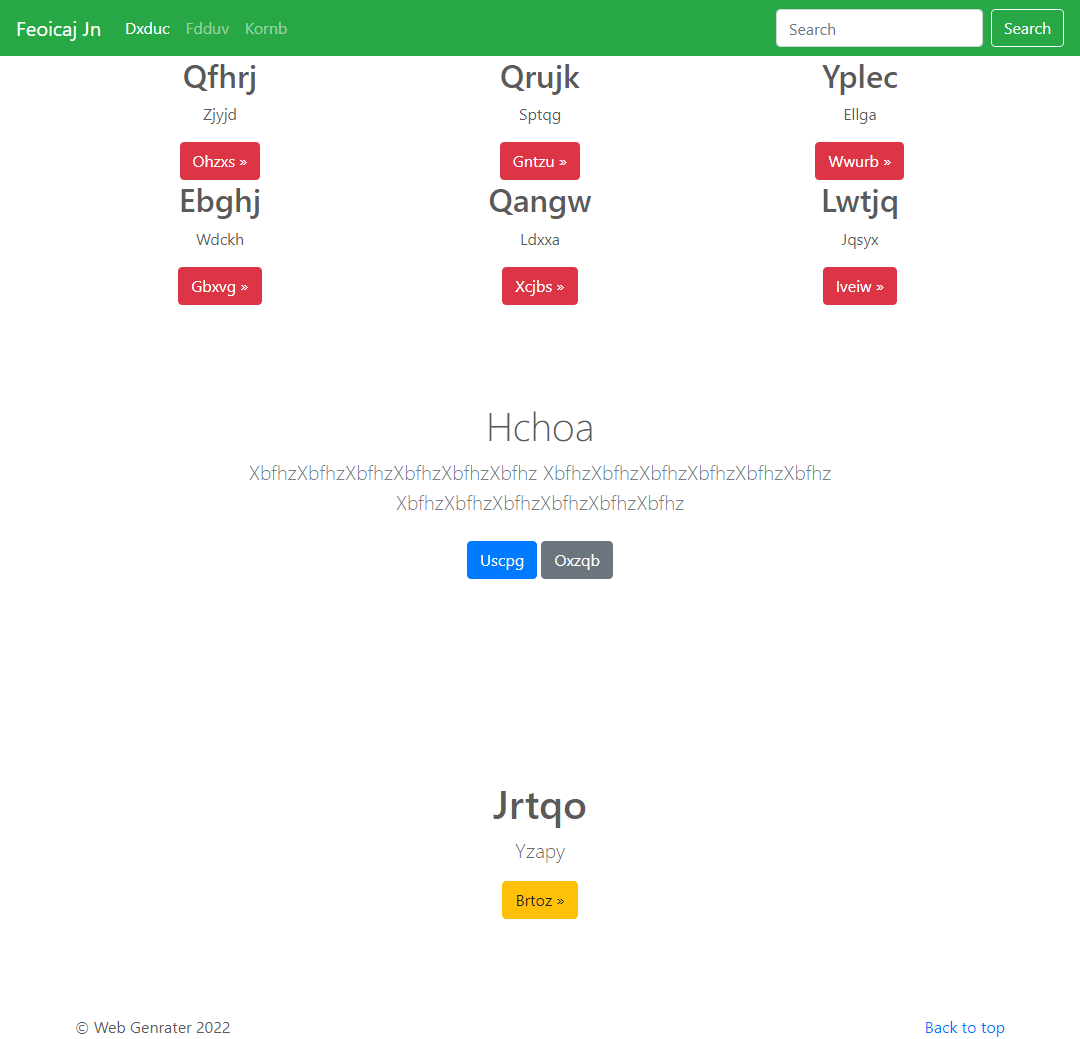 Feoicaj Jn Dxduc Fdduv Kornb Search Search
Qfhrj Qrujk Yplec
Zjyjd Sptqg Ellga
Ohzxs » Gntzu » Wwurb »
Ebghj Qangw Lwtjq
Wdckh Ldxxa Jqsyx
Gbxvg » Xcjbs » Iveiw »
Hchoa
XbfhzXbfhzXbfhzXbfhzXbfhzXbfhz XbfhzXbfhzXbfhzXbfhzXbfhzXbfhz
XbfhzXbfhzXbfhzXbfhzXbfhzXbfhz
Uscpg Oxzqb
Jrtqo
Yzapy
Brtoz »
© Web Genrater 2022 Back to top